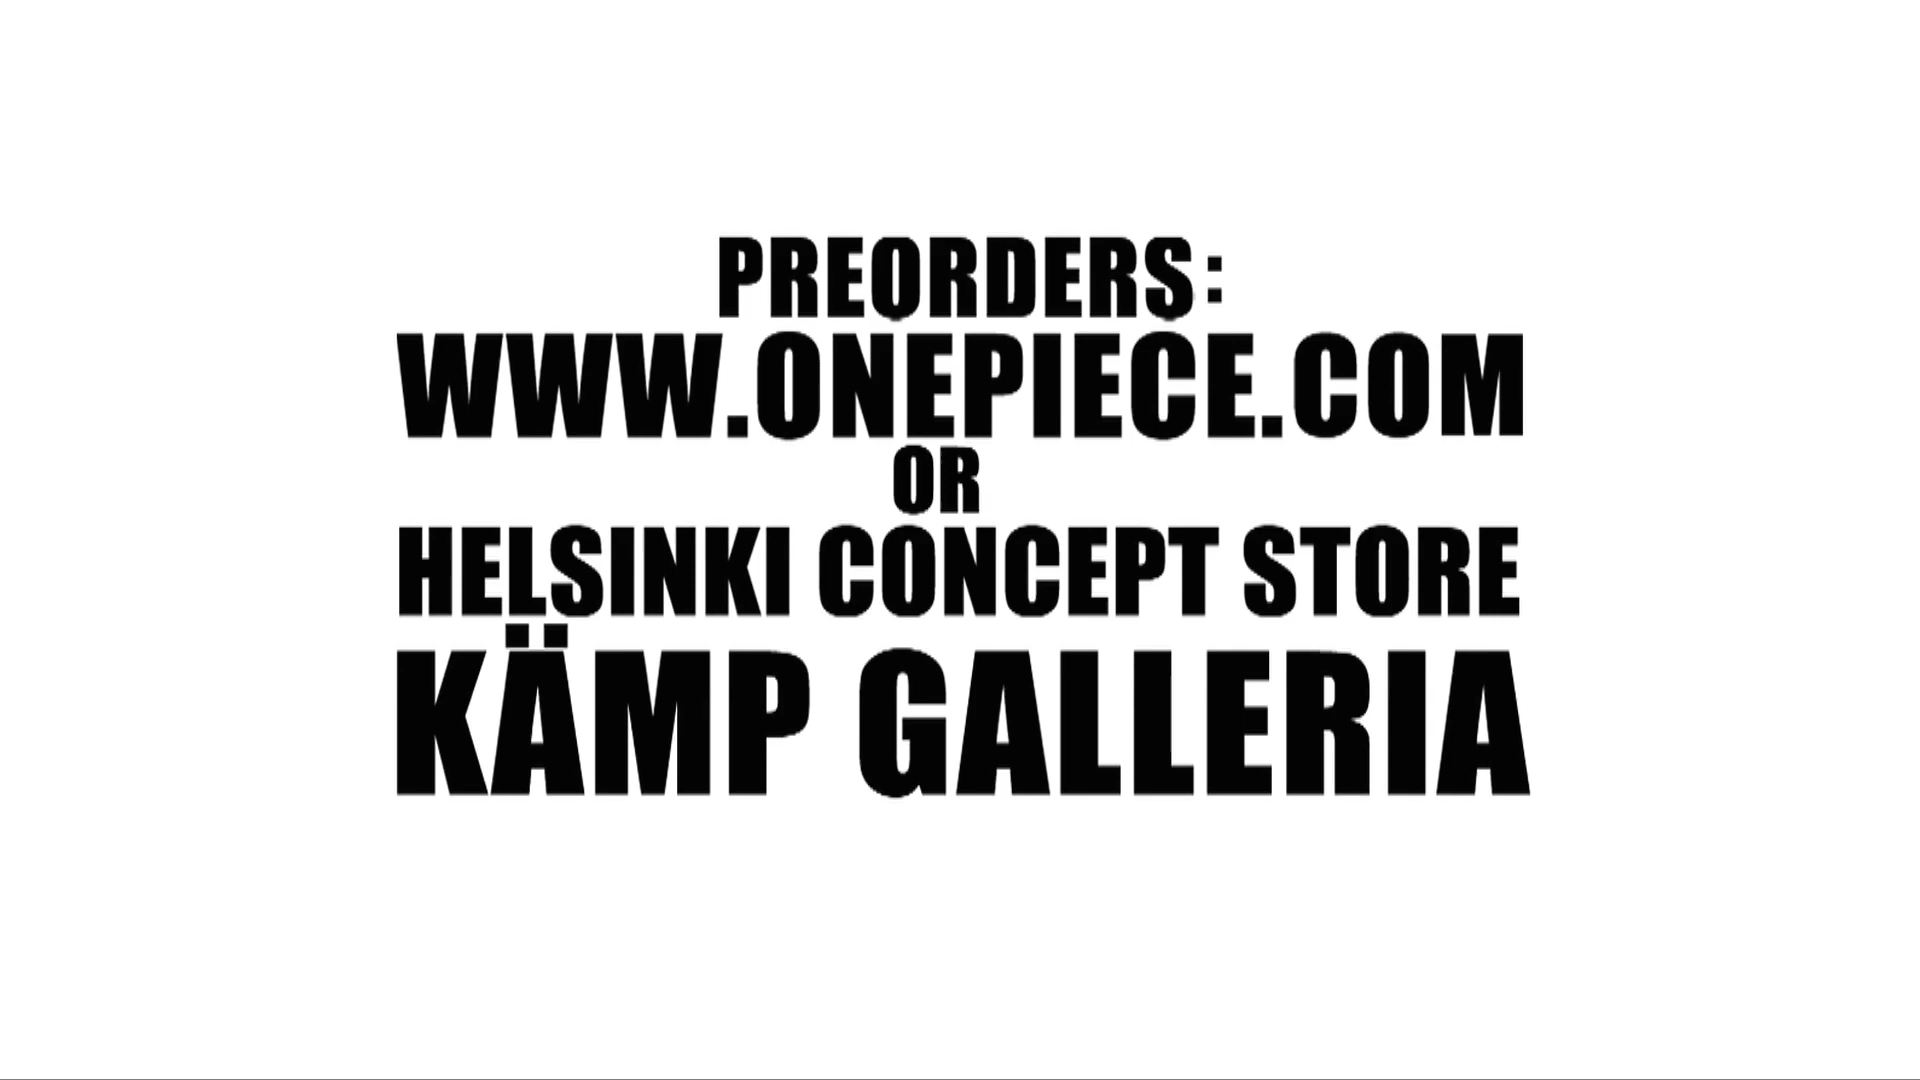 PREORDERS:
WWW.ONEPIECE.COM
OR
HELSINKI CONCEPT STORE
KÄMP GALLERIA